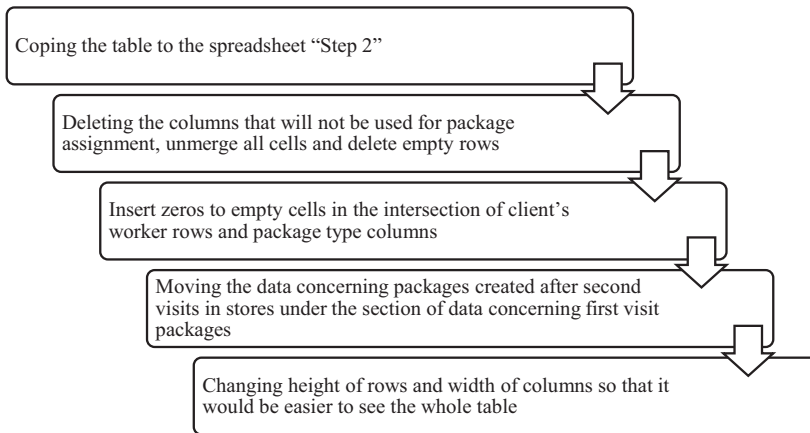 Coping the table to the spreadsheet “Step 2”
Deleting the columns that will not be used for package
assignment, unmerge all cells and delete empty rows
Insert zeros to empty cells in the intersection of client’s
worker rows and package type columns
Moving the data concerning packages created after second
visits in stores under the section of data concerning first visit
packages
Changing height of rows and width of columns so that it
would be easier to see the whole table